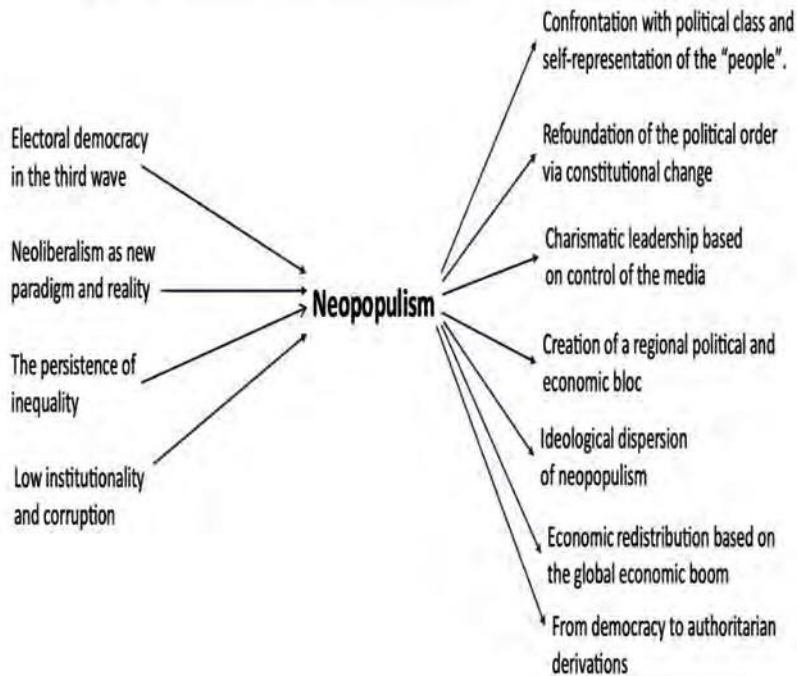 Electoral democracy
in the third wave
Neoliberalism as new
paradigm and reality
The persistence of
inequality
Low institutionality
and corruption
Neopopulism
Confrontation with political class and
self-representation of the “people”.
Refoundation of the political order
via constitutional change
Charismatic leadership based
on control of the media
Creation of a regional political and
economic bloc
Ideological dispersion
of neopopulism
Economic redistribution based on
the global economic boom
From democracy to authoritarian
derivations